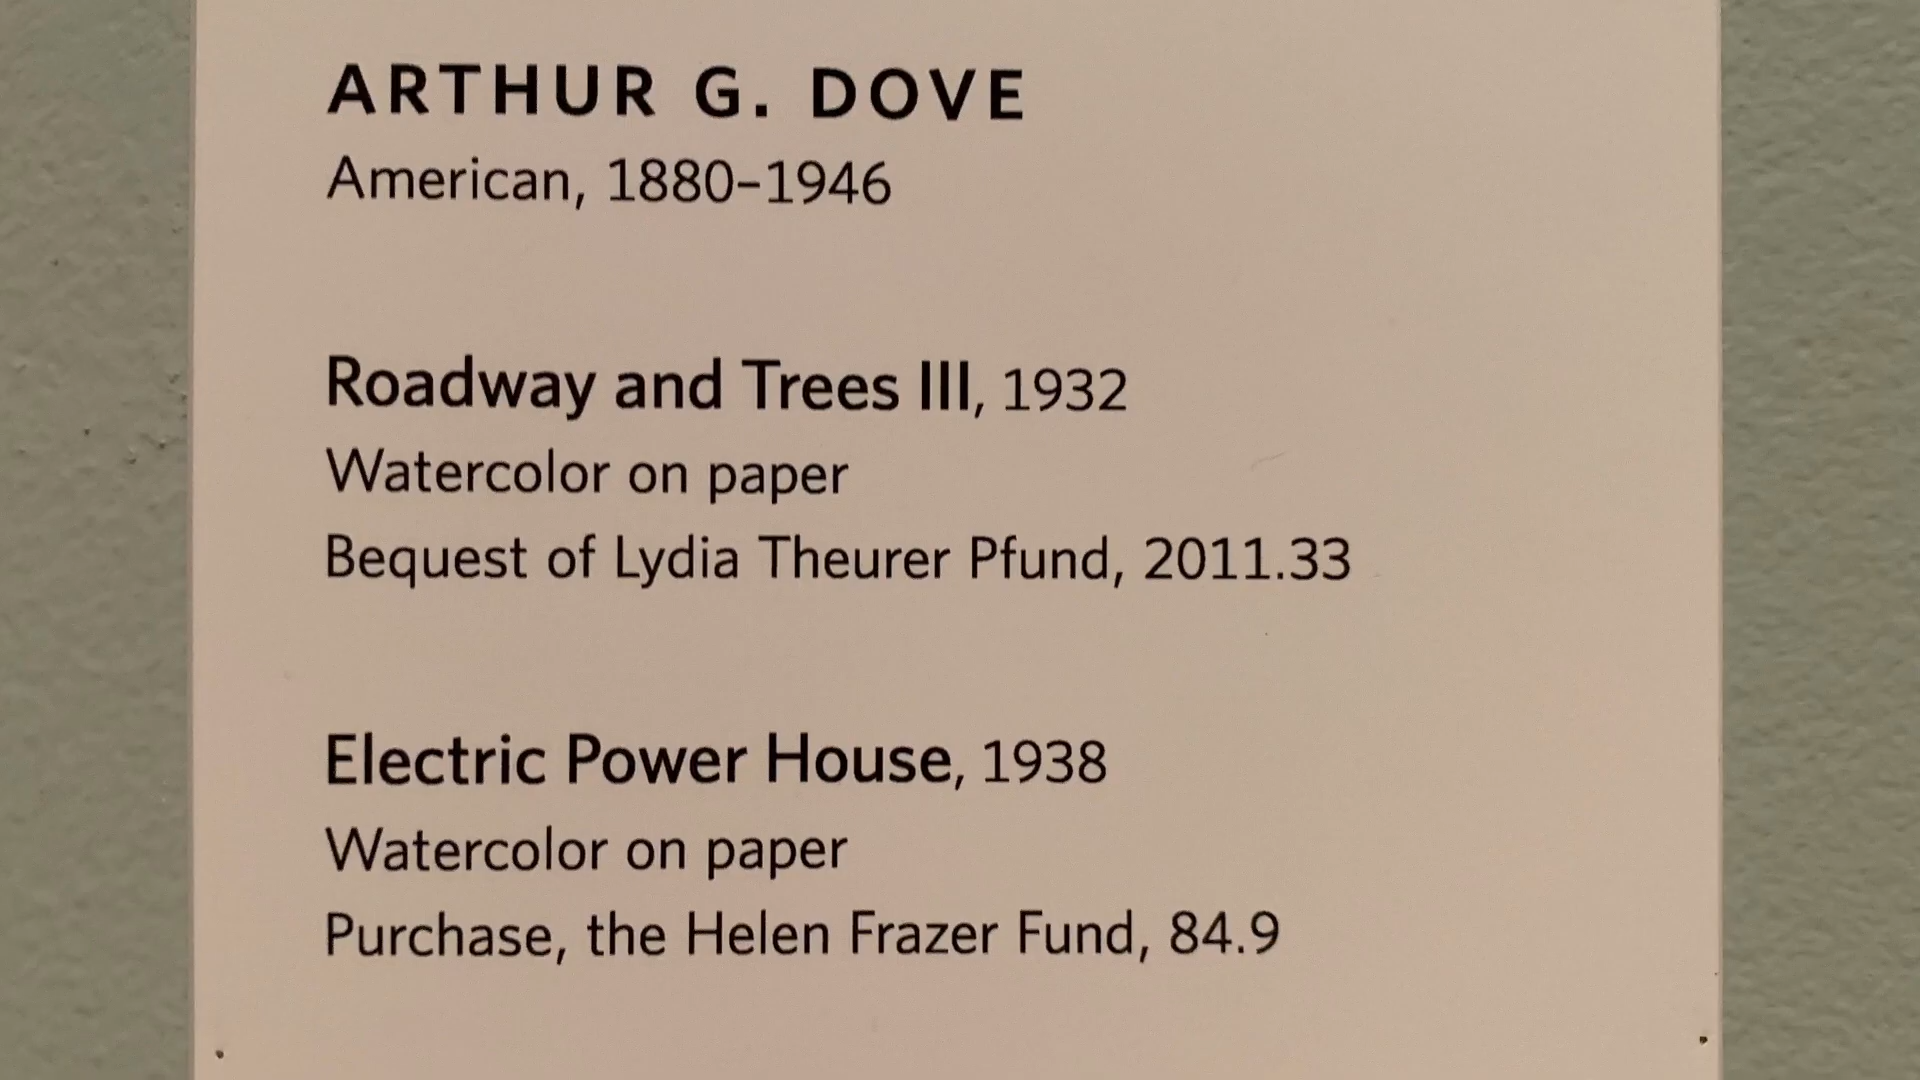 ARTHUR G. DOVE
American, 1880–1946
Roadway and Trees III, 1932
Watercolor on paper
Bequest of Lydia Theurer Pfund, 2011.33
Electric Power House, 1938
Watercolor on paper
Purchase, the Helen Frazer Fund, 84.9